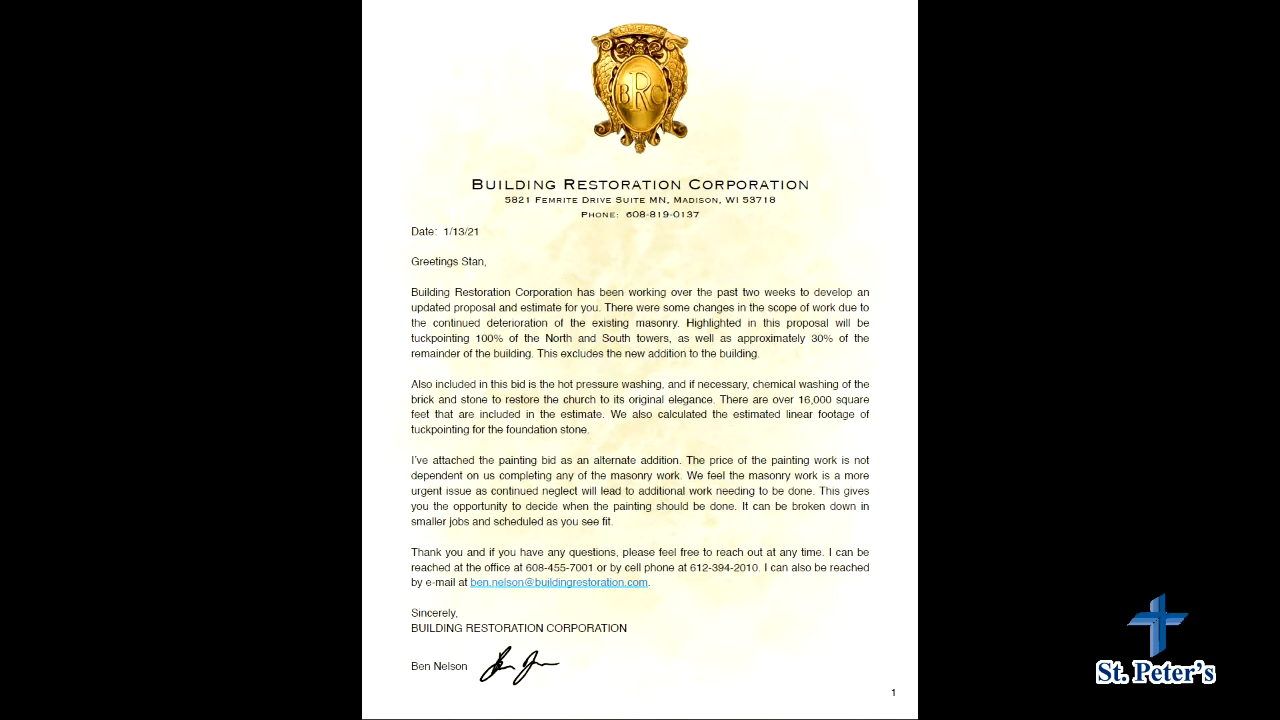 BRC
BUILDING RESTORATION CORPORATION
5821 FEMRITE DRIVE SUITE MN, MADISON, WI 53718
PHONE: 608-819-0137
Date: 1/13/21
Greetings Stan,
Building Restoration Corporation has been working over the past two weeks to develop an
updated proposal and estimate for you. There were some changes in the scope of work due to
the continued deterioration of the existing masonry. Highlighted in this proposal will be
tuckpointing 100% of the North and South towers, as well as approximately 30% of the
remainder of the building. This excludes the new addition to the building.
Also included in this bid is the hot pressure washing, and if necessary, chemical washing of the
brick and stone to restore the church to its original elegance. There are over 16,000 square
feet that are included in the estimate. We also calculated the estimated linear footage of
tuckpointing for the foundation stone.
I've attached the painting bid as an alternate addition. The price of the painting work is not
dependent on us completing any of the masonry work. We feel the masonry work is a more
urgent issue as continued neglect will lead to additional work needing to be done. This gives
you the opportunity to decide when the painting should be done. It can be broken down in
smaller jobs and scheduled as you see fit.
Thank you and if you have any questions, please feel free to reach out at any time. I can be
reached at the office at 608-455-7001 or by cell phone at 612-394-2010. I can also be reached
by e-mail at ben.nelson@buildingrestoration.com.
Sincerely,
BUILDING RESTORATION CORPORATION
Ben Nelson
1
St. Peter's